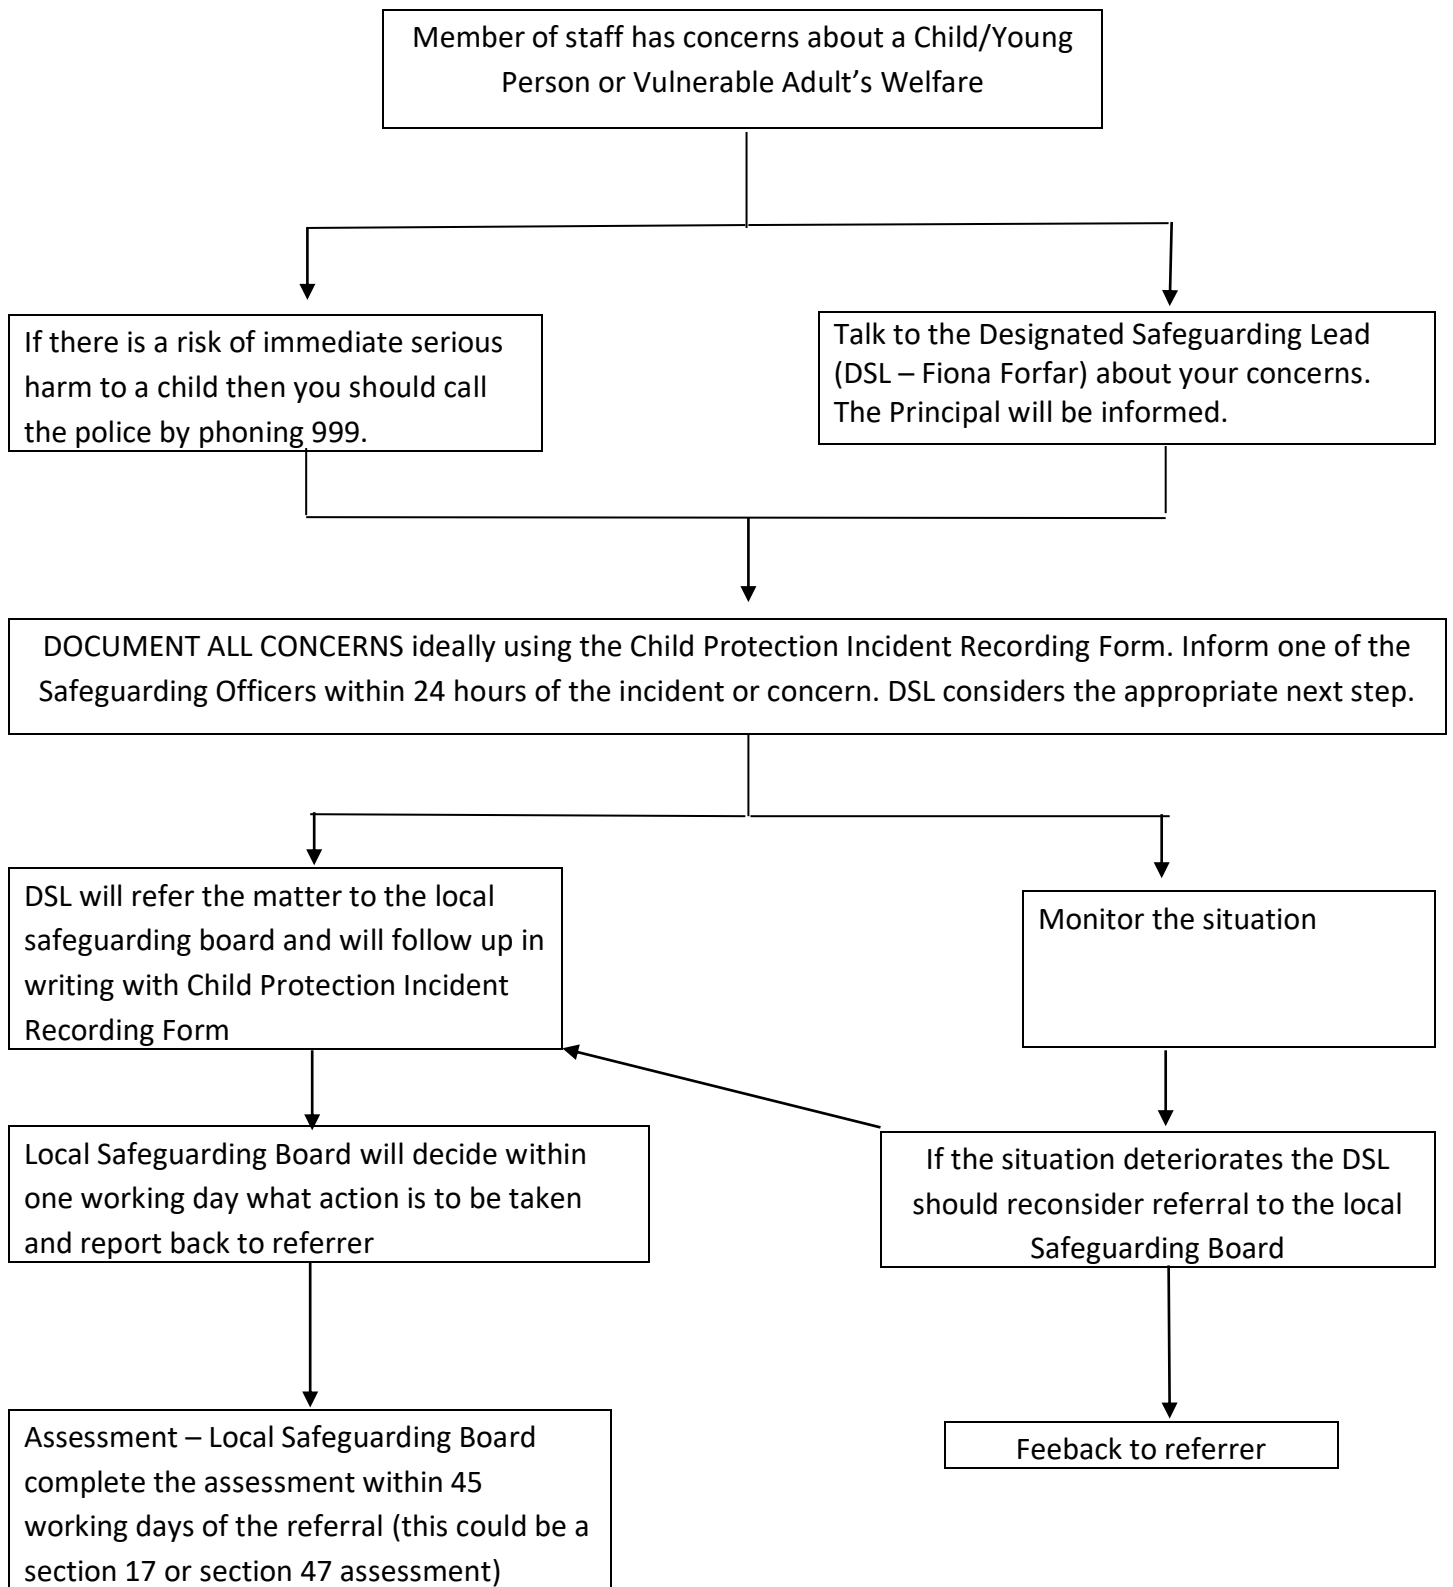 Member of staff has concerns about a Child/Young
Person or Vulnerable Adult’s Welfare
If there is a risk of immediate serious
harm to a child then you should call
the police by phoning 999.
Talk to the Designated Safeguarding Lead
(DSL – Fiona Forfar) about your concerns.
The Principal will be informed.
DOCUMENT ALL CONCERNS ideally using the Child Protection Incident Recording Form. Inform one of the
Safeguarding Officers within 24 hours of the incident or concern. DSL considers the appropriate next step.
DSL will refer the matter to the local
safeguarding board and will follow up in
writing with Child Protection Incident
Recording Form
Monitor the situation
Local Safeguarding Board will decide within
one working day what action is to be taken
and report back to referrer
If the situation deteriorates the DSL
should reconsider referral to the local
Safeguarding Board
Assessment – Local Safeguarding Board
complete the assessment within 45
working days of the referral (this could be a
section 17 or section 47 assessment)
Feeback to referrer